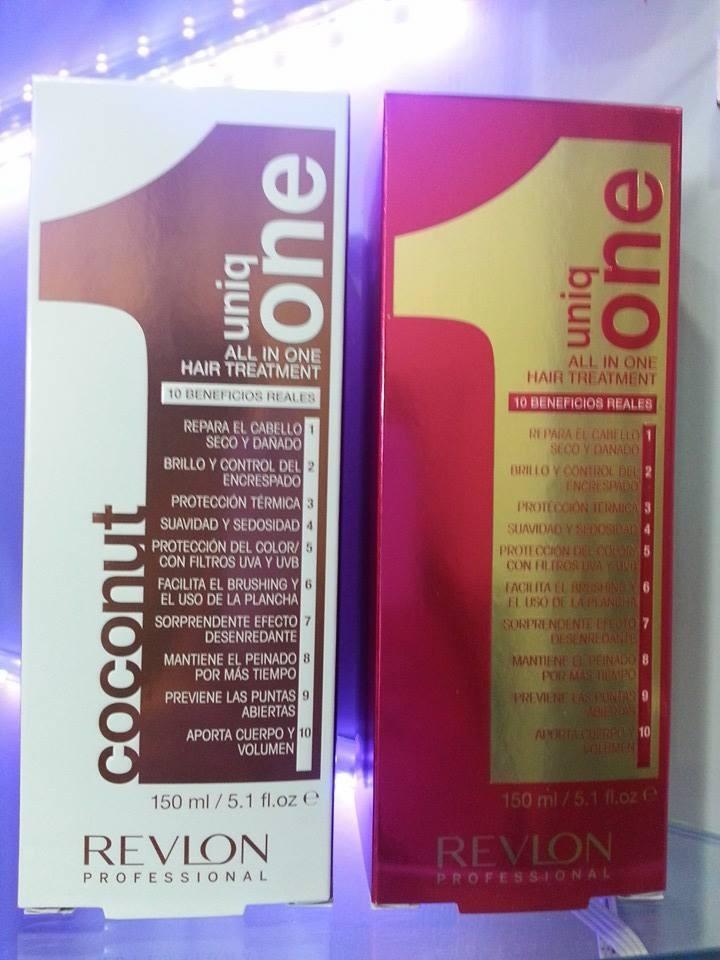 uniq
one
ALL IN ONE
HAIR TREATMENT
10 BENEFICIOS REALES
REPARA EL CABELLO 1
SECO Y DAÑADO
BRILLO Y CONTROL DEL 2
ENCRESPADO
PROTECCIÓN TÉRMICA 3
SUAVIDAD Y SEDOSIDAD 4
PROTECCIÓN DEL COLOR/ 5
CON FILTROS UVA Y UVB
FACILITA EL BRUSHING Y 6
EL USO DE LA PLANCHA
SORPRENDENTE EFECTO 7
DESENREDANTE
MANTIENE EL PEINADO 8
POR MÁS TIEMPO
PREVIENE LAS PUNTAS 9
ABIERTAS
APORTA CUERPO Y 10
VOLUMEN
coconut
150 ml / 5.1 fl.oz ℮
REVLON
PROFESSIONAL
uniq
one
ALL IN ONE
HAIR TREATMENT
10 BENEFICIOS REALES
REPARA EL CABELLO 1
SECO Y DAÑADO
BRILLO Y CONTROL DEL 2
ENCRESPADO
PROTECCIÓN TÉRMICA 3
SUAVIDAD Y SEDOSIDAD 4
PROTECCIÓN DEL COLOR/ 5
CON FILTROS UVA Y UVB
FACILITA EL BRUSHING Y 6
EL USO DE LA PLANCHA
SORPRENDENTE EFECTO 7
DESENREDANTE
MANTIENE EL PEINADO 8
POR MÁS TIEMPO
PREVIENE LAS PUNTAS 9
ABIERTAS
APORTA CUERPO Y 10
VOLUMEN
150 ml / 5.1 fl.oz ℮
REVLON
PROFESSIONAL